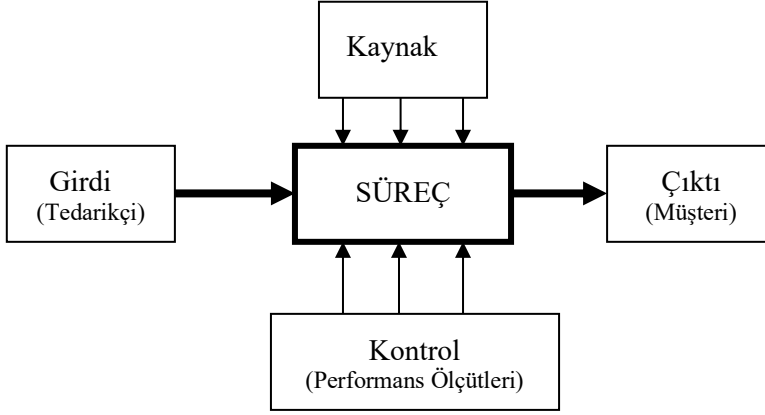 Kaynak
Girdi
(Tedarikçi)
SÜREÇ
Çıktı
(Müşteri)
Kontrol
(Performans Ölçütleri)